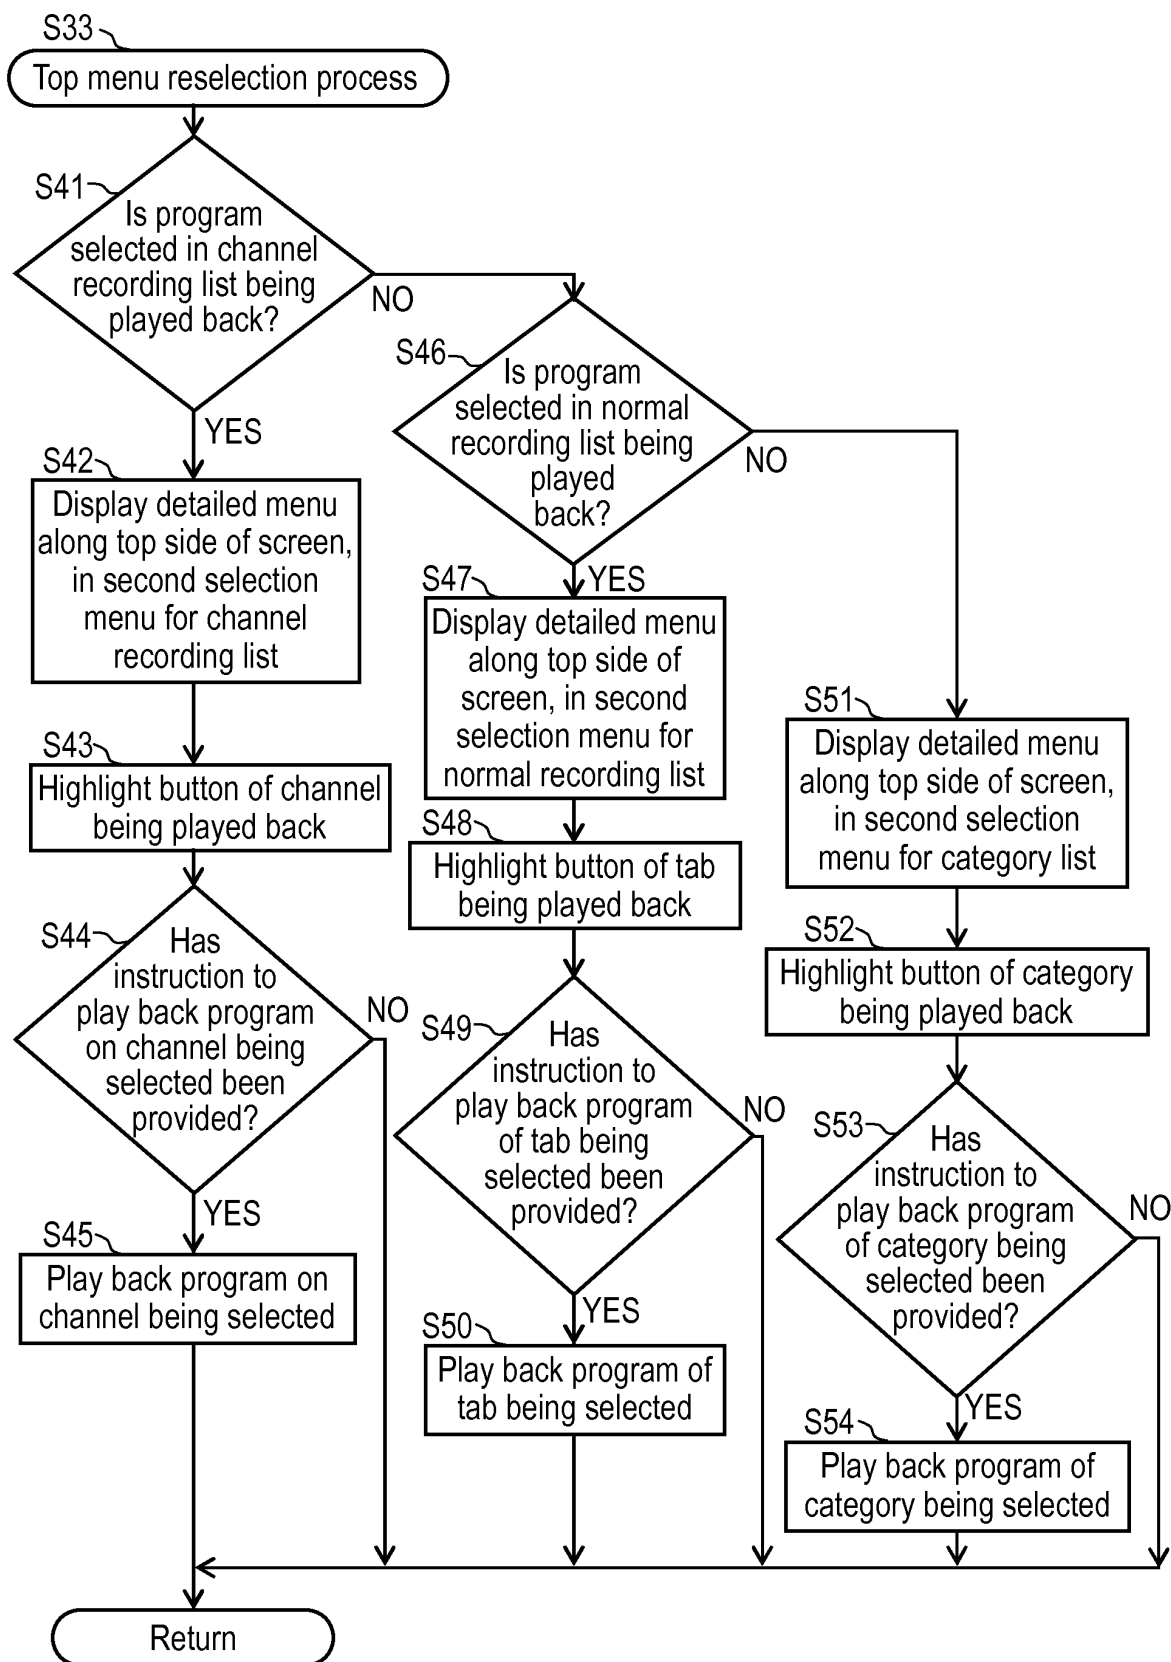 S33
Top menu reselection process
S41
Is program
selected in channel
recording list being
played back?
NO
YES
S42
Display detailed menu
along top side of screen,
in second selection
menu for channel
recording list
S43
Highlight button of channel
being played back
S44
Has
instruction to
play back program
on channel being
selected been
provided?
NO
YES
S45
Play back program on
channel being selected
S46
Is program
selected in normal
recording list being
played
back?
NO
YES
S47
Display detailed menu
along top side of
screen, in second
selection menu for
normal recording list
S48
Highlight button of tab
being played back
S49
Has
instruction to
play back program
of tab being
selected been
provided?
NO
YES
S50
Play back program of
tab being selected
S51
Display detailed menu
along top side of screen,
in second selection
menu for category list
S52
Highlight button of category
being played back
S53
Has
instruction to
play back program
of category being
selected been
provided?
NO
YES
S54
Play back program of
category being selected
Return